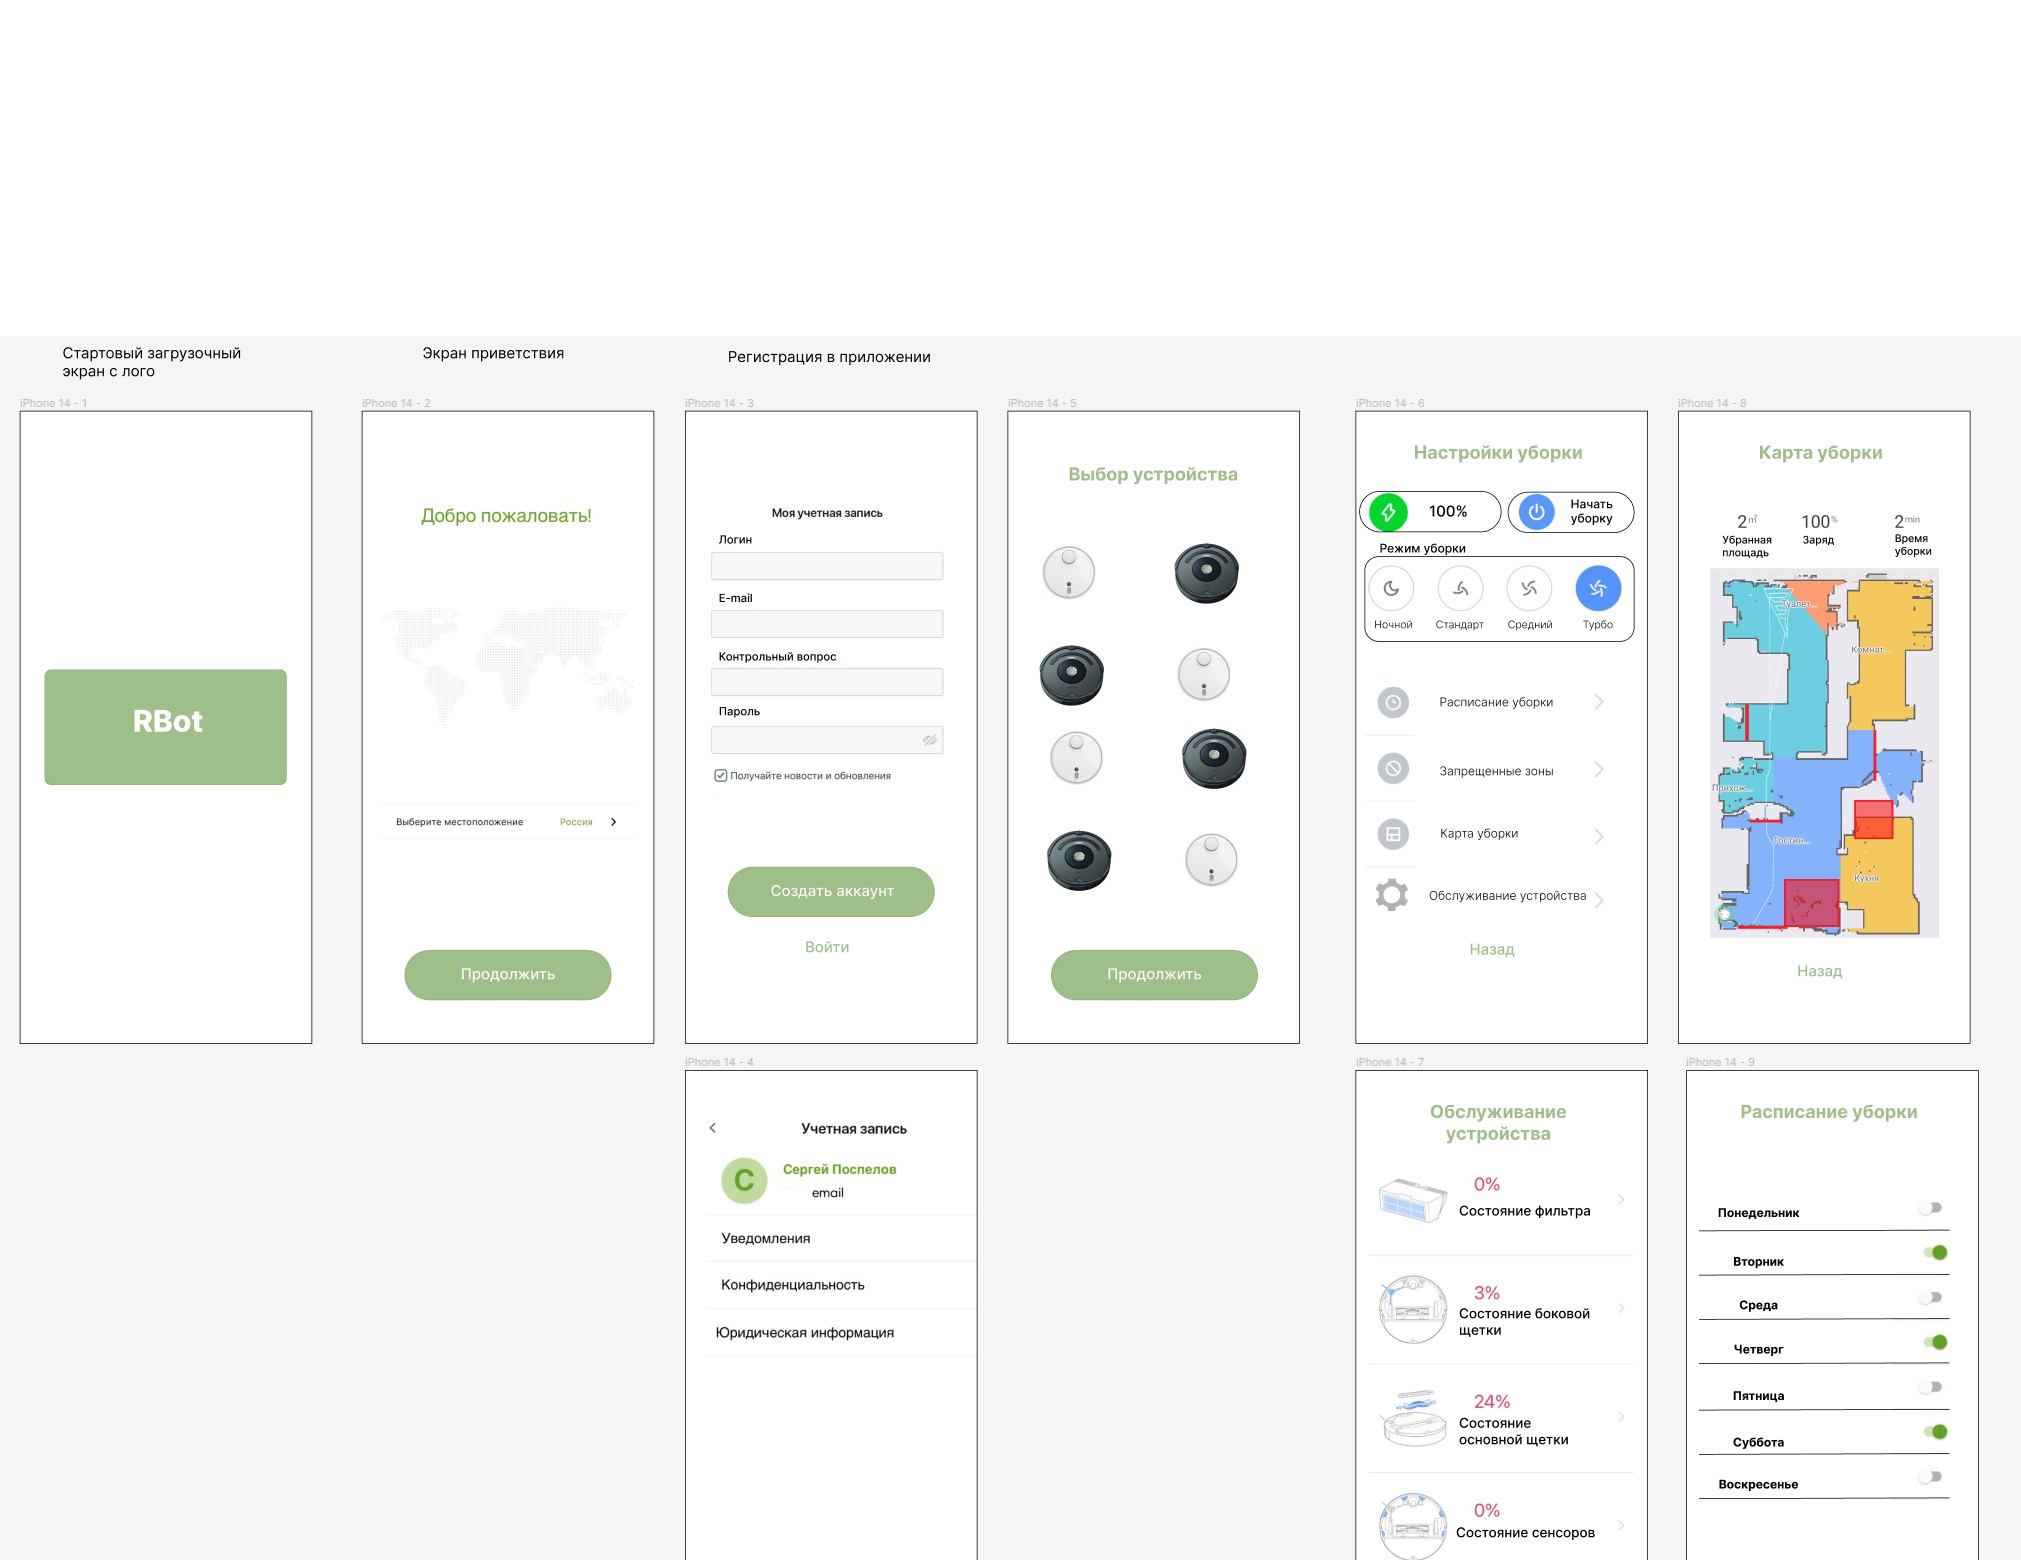 Стартовый загрузочный
экран с лого
Экран приветствия
Регистрация в приложении
iPhone 14 - 1
RBot
iPhone 14 - 2
Добро пожаловать!
Выберите местоположение
Россия
Продолжить
iPhone 14 - 3
Моя учетная запись
Логин
E-mail
Контрольный вопрос
Пароль
Получайте новости и обновления
Создать аккаунт
Войти
iPhone 14 - 5
Выбор устройства
Продолжить
iPhone 14 - 6
Настройки уборки
100%
Начать
уборку
Режим уборки
Ночной
Стандарт
Средний
Турбо
Расписание уборки
Запрещенные зоны
Карта уборки
Обслуживание устройства
Назад
iPhone 14 - 8
Карта уборки
2 m²
Убранная
площадь
100 %
Заряд
2 min
Время
уборки
Туалет...
Комнат...
Прихож...
Гостин...
Кухня
Назад
iPhone 14 - 4
Учетная запись
С
Сергей Поспелов
email
Уведомления
Конфиденциальность
Юридическая информация
iPhone 14 - 7
Обслуживание
устройства
0%
Состояние фильтра
3%
Состояние боковой
щетки
24%
Состояние
основной щетки
0%
Состояние сенсоров
iPhone 14 - 9
Расписание уборки
Понедельник
Вторник
Среда
Четверг
Пятница
Суббота
Воскресенье